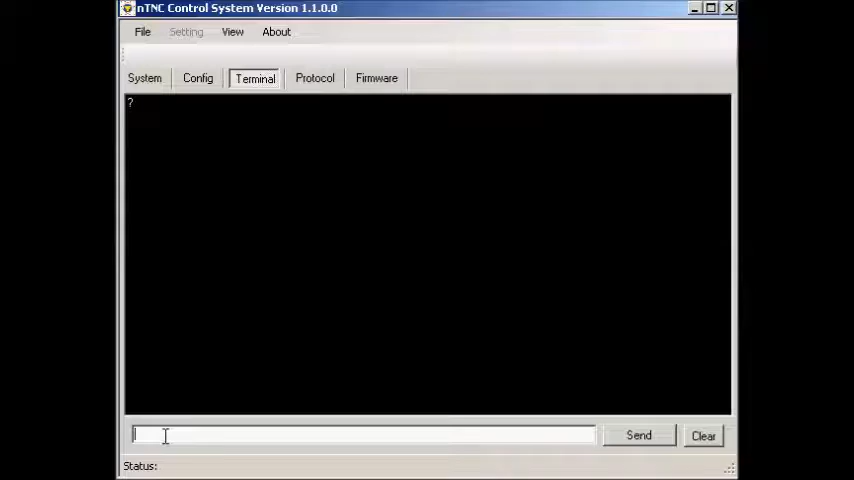 nTNC Control System Version 1.1.0.0
File Setting View About
System Config Terminal Protocol Firmware
?
Send Clear
Status: